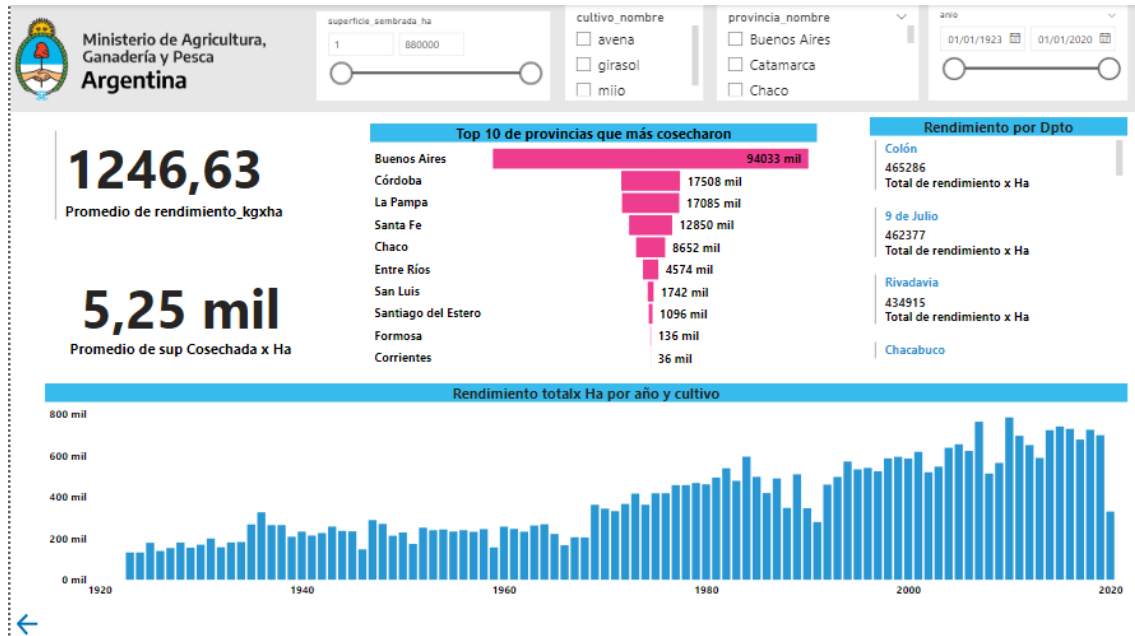 Ministerio de Agricultura,
Ganadería y Pesca
Argentina
superficie_sembrada_ha
1
880000
cultivo_nombre
avena
girasol
mijo
provincia_nombre
Buenos Aires
Catamarca
Chaco
anio
01/01/1923
01/01/2020
1246,63
Promedio de rendimiento_kgxha
5,25 mil
Promedio de sup Cosechada x Ha
Top 10 de provincias que más cosecharon
Buenos Aires 94033 mil
Córdoba 17508 mil
La Pampa 17085 mil
Santa Fe 12850 mil
Chaco 8652 mil
Entre Ríos 4574 mil
San Luis 1742 mil
Santiago del Estero 1096 mil
Formosa 136 mil
Corrientes 36 mil
Rendimiento por Dpto
Colón
465286
Total de rendimiento x Ha
9 de Julio
462377
Total de rendimiento x Ha
Rivadavia
434915
Total de rendimiento x Ha
Chacabuco
Rendimiento totalx Ha por año y cultivo
800 mil
600 mil
400 mil
200 mil
0 mil
1920 1940 1960 1980 2000 2020